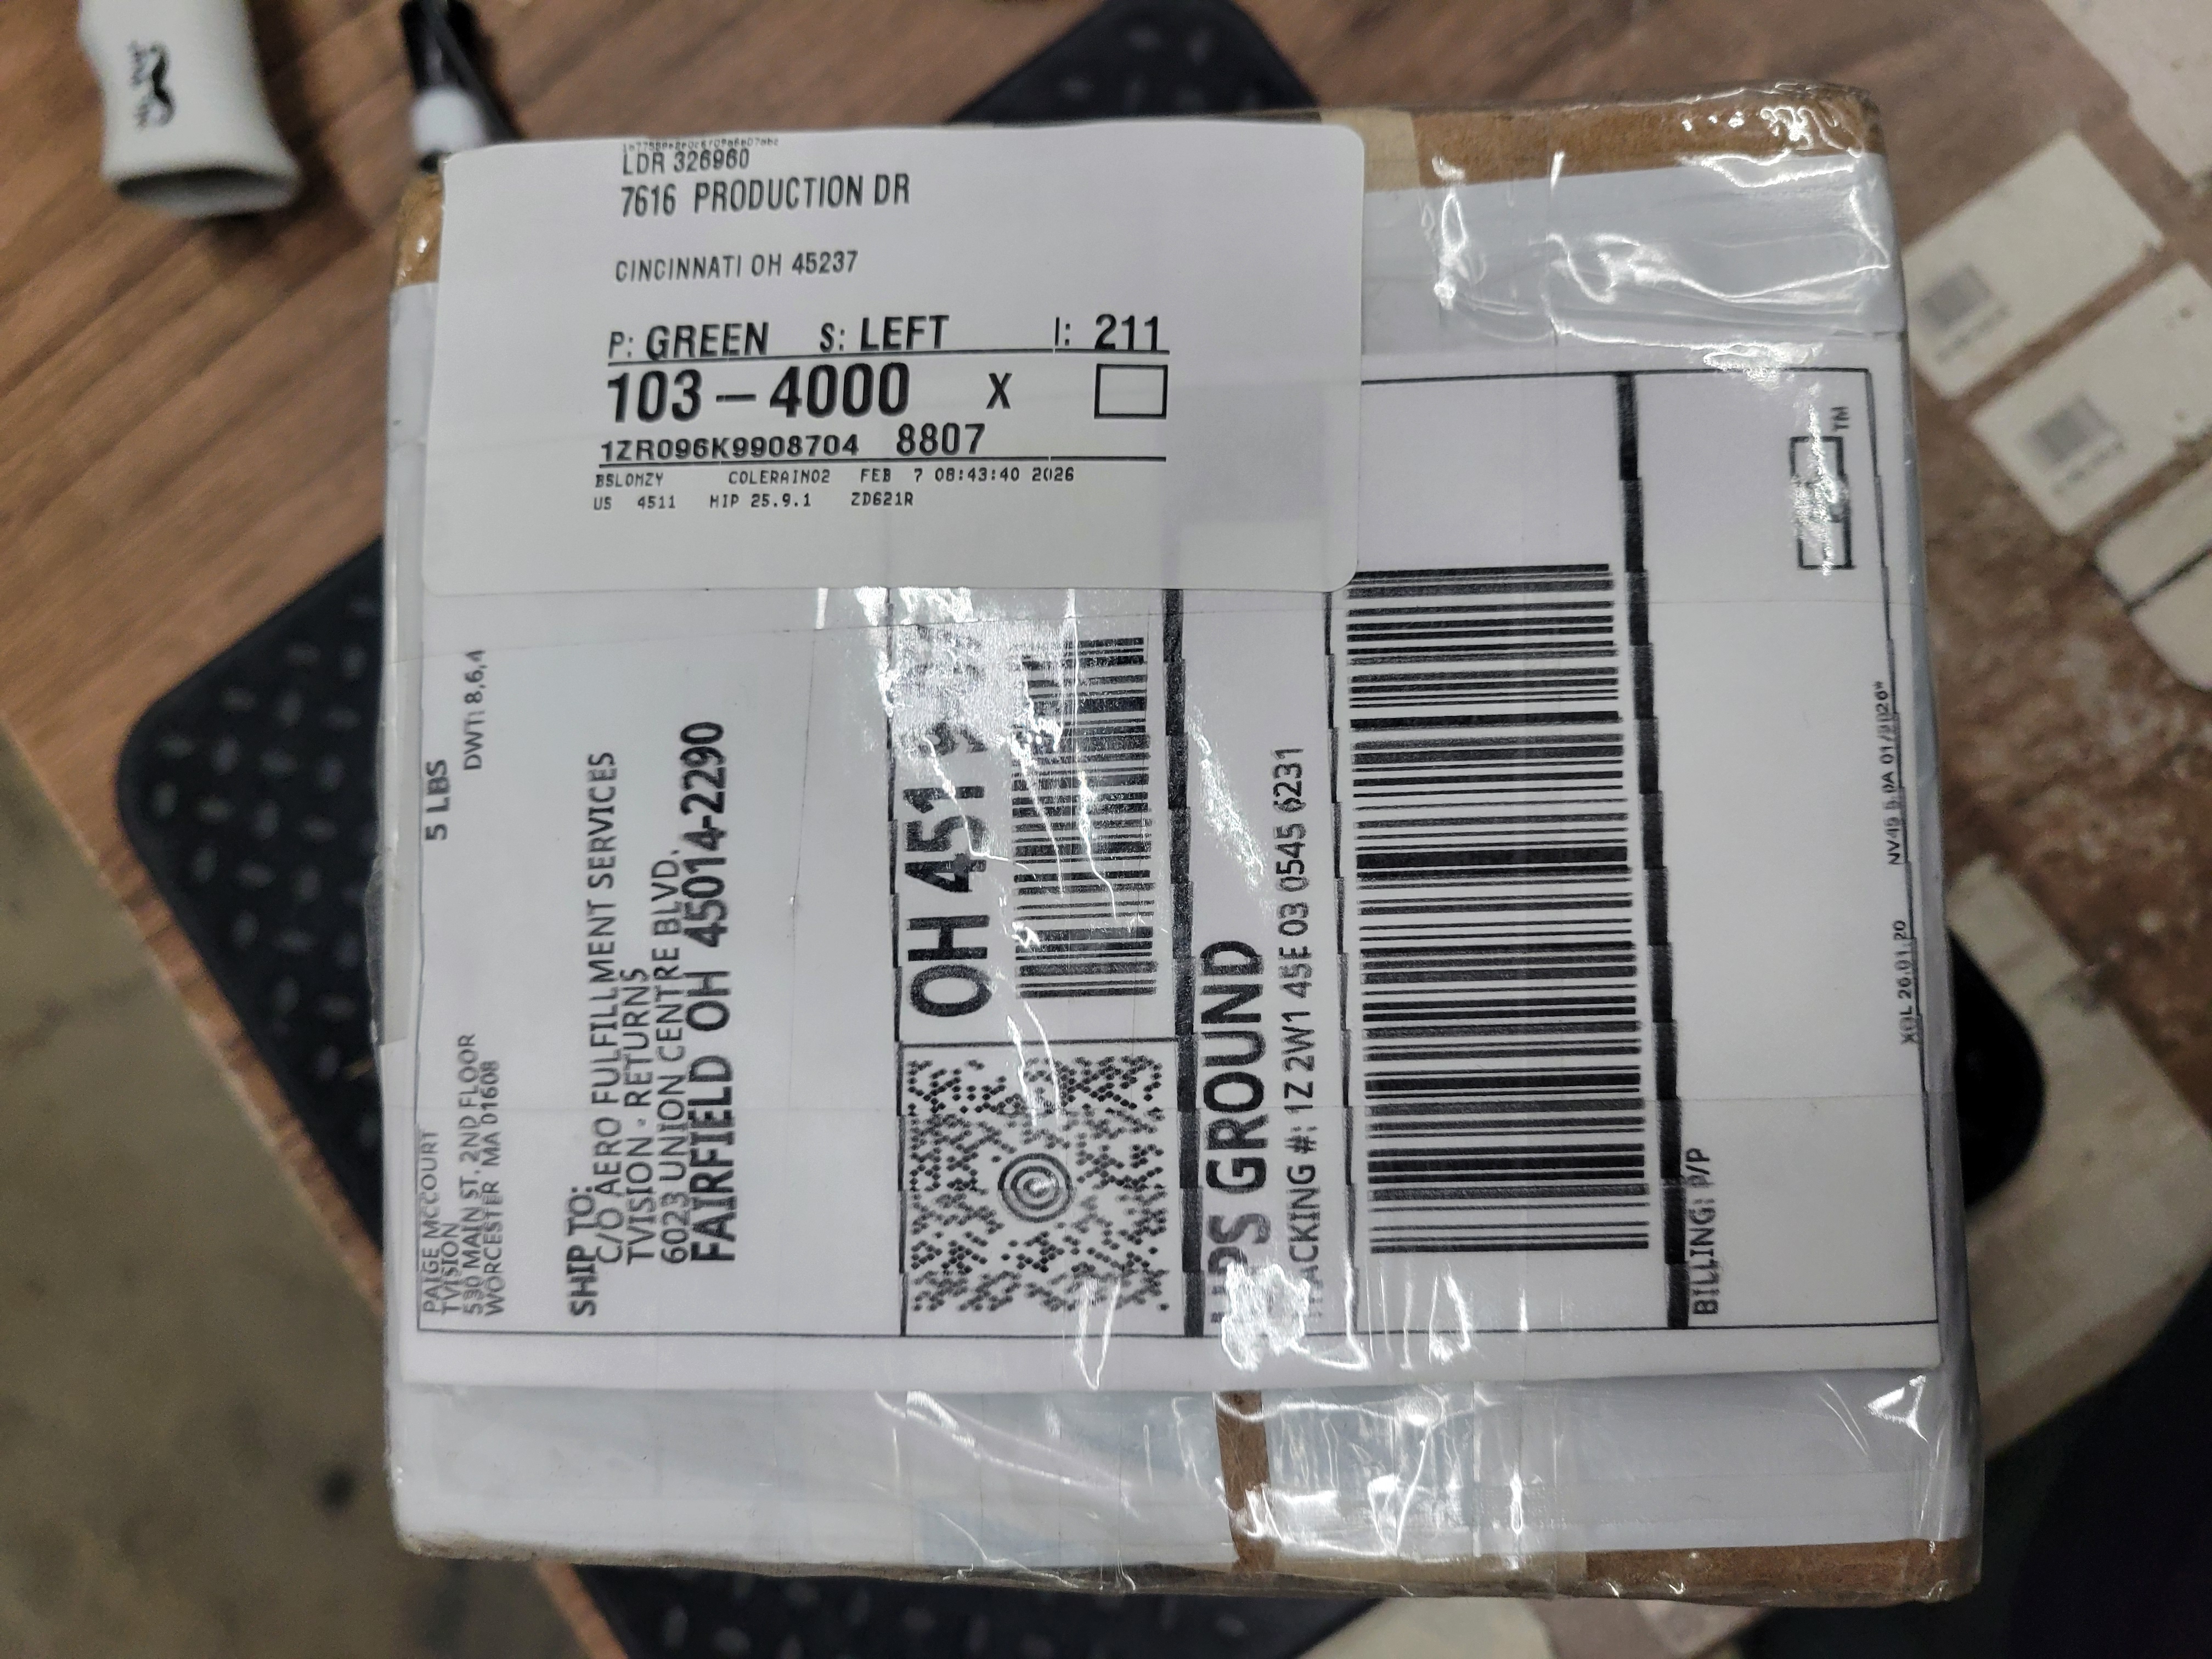 LDR 326960
7616 PRODUCTION DR
CINCINNATI OH 45237
P: GREEN S: LEFT I: 211
103-4000 X
1ZR096K9908704 8807
BSLOMZY COLERAIN02 FEB 7 08:43:40 2026
US 4511 HIP 25.9.1 ZD621R
PAIGE MCCOURT
TVISION
530 MAIN ST, 2ND FLOOR
WORCESTER MA 01608
5 LBS
DWT: 8,6,4
SHIP TO:
C/O AERO FULFILLMENT SERVICES
TVISION - RETURNS
6023 UNION CENTRE BLVD.
FAIRFIELD OH 45014-2290
OH 451 9
UPS GROUND
TRACKING #: 1Z 2W1 45E 03 0545 6231
BILLING: P/P
XOL 26.01.20 NV45
TM